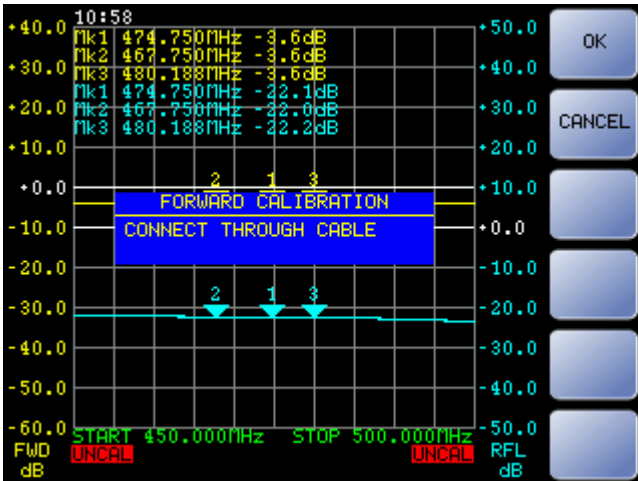 10:58
Mk1 474.750MHz -3.6dB
Mk2 467.750MHz -3.6dB
Mk3 480.188MHz -3.6dB
Mk1 474.750MHz -22.1dB
Mk2 467.750MHz -22.0dB
Mk3 480.188MHz -22.2dB
+40.0 +50.0
+30.0 +40.0
+20.0 +30.0
+10.0 +20.0
+0.0 +10.0
-10.0 +0.0
-20.0 -10.0
-30.0 -20.0
-40.0 -30.0
-50.0 -40.0
-60.0 -50.0
2 1 3
FORWARD CALIBRATION
CONNECT THROUGH CABLE
2 1 3
START 450.000MHz STOP 500.000MHz
FWD dB
UNCAL UNCAL
RFL dB
OK
CANCEL